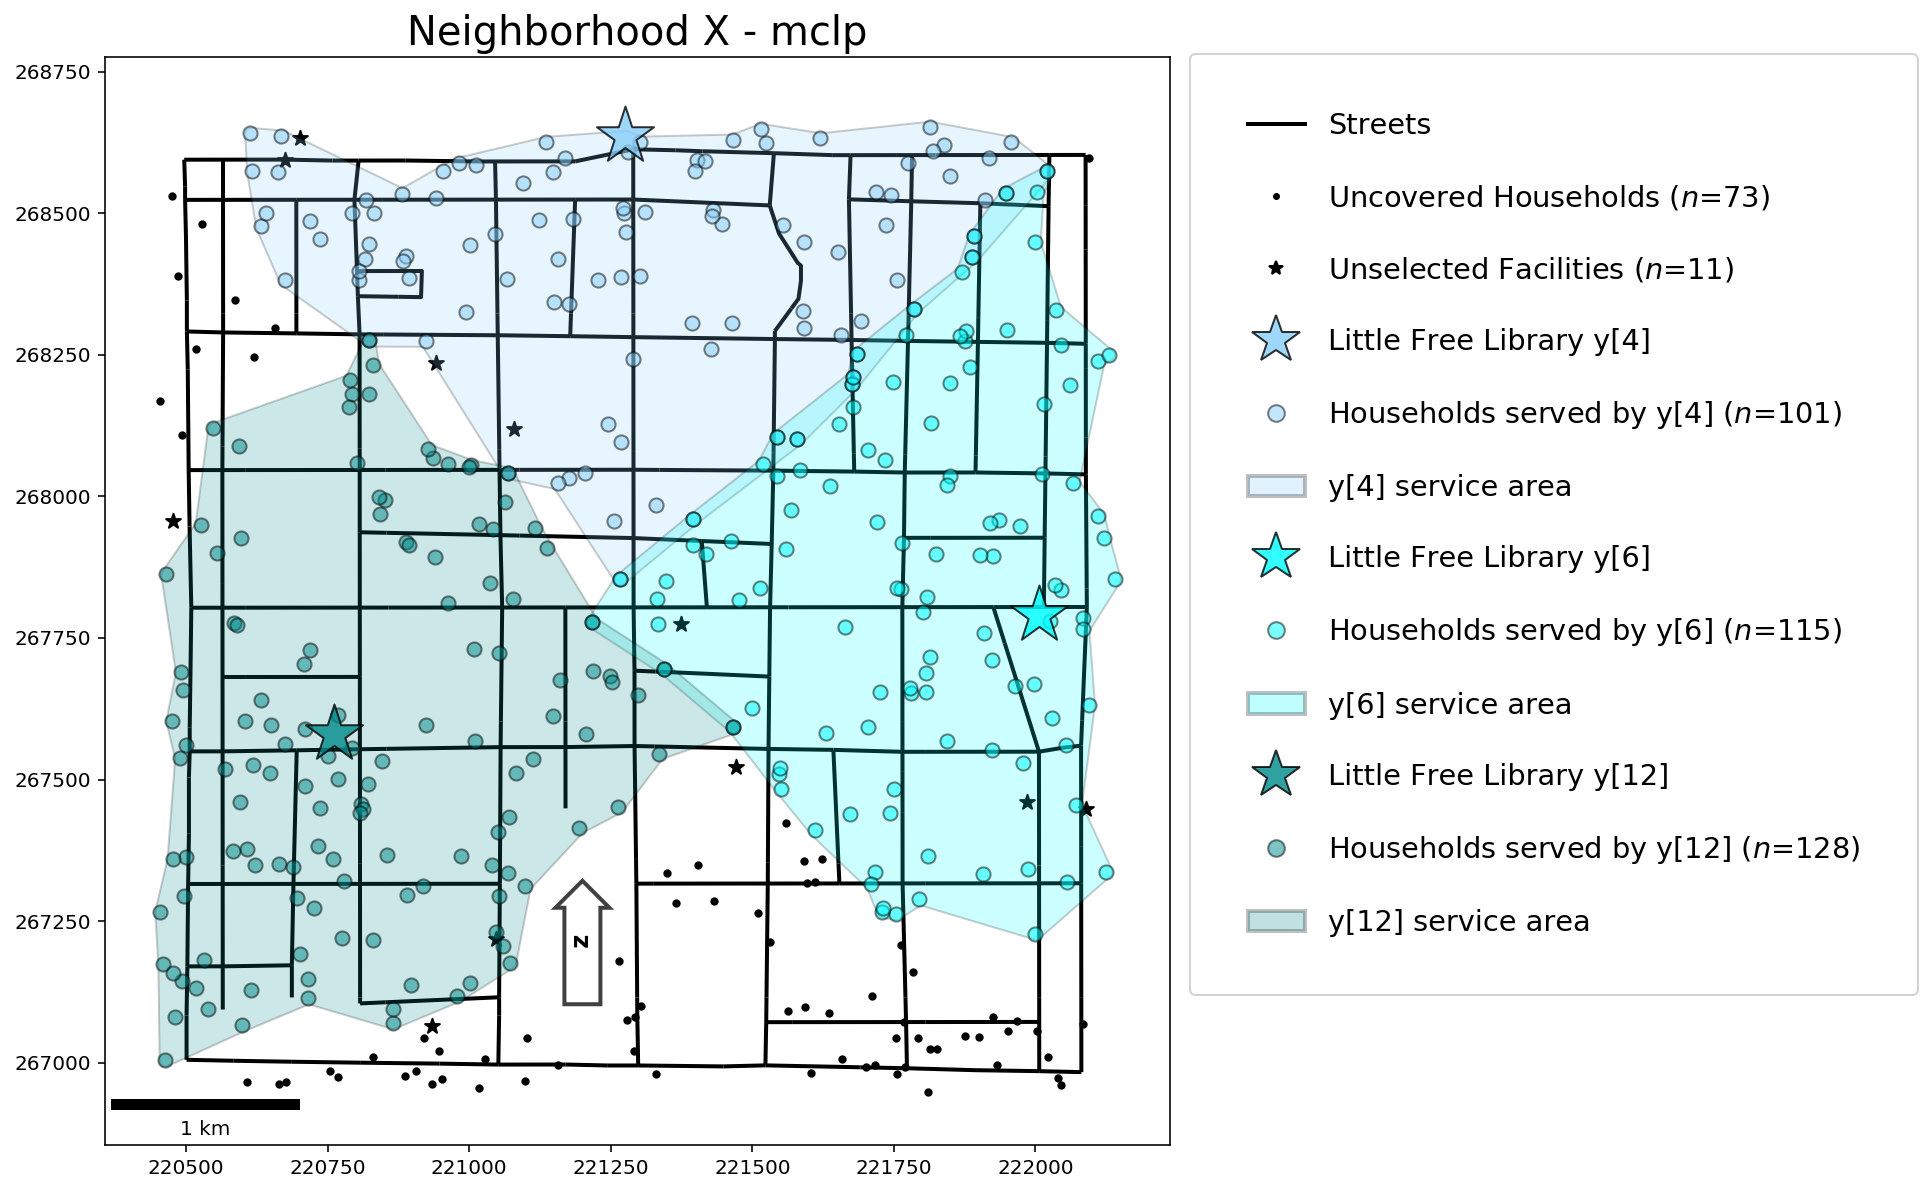 Neighborhood X - mclp
268750
268500
268250
268000
267750
267500
267250
267000
220500
220750
221000
221250
221500
221750
222000
1 km
z
Streets
Uncovered Households (n=73)
Unselected Facilities (n=11)
Little Free Library y[4]
Households served by y[4] (n=101)
y[4] service area
Little Free Library y[6]
Households served by y[6] (n=115)
y[6] service area
Little Free Library y[12]
Households served by y[12] (n=128)
y[12] service area